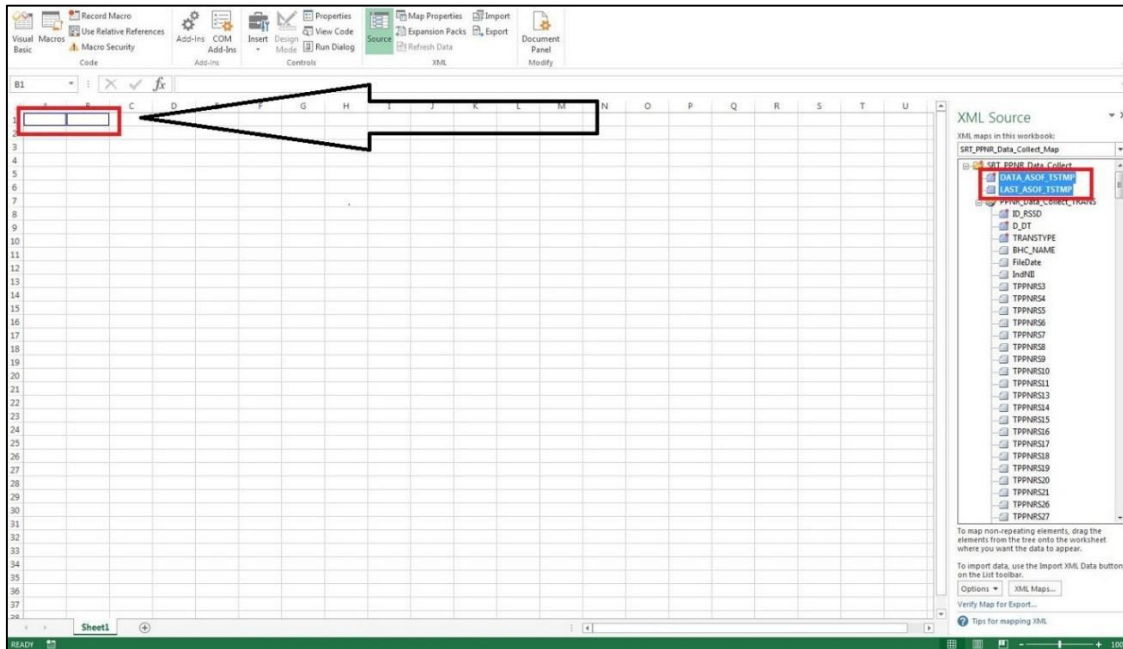 Record Macro
Use Relative References
Macro Security
Visual Basic
Macros
Code
Add-Ins
COM Add-Ins
Add-Ins
Insert
Design Mode
Properties
View Code
Run Dialog
Controls
Source
Map Properties
Expansion Packs
Refresh Data
Import
Export
XML
Document Panel
Modify
B1
fx
C D G H I J K L M N O P Q R S T U
1
2
3
4
5
6
7
8
9
10
11
12
13
14
15
16
17
18
19
20
21
22
23
24
25
26
27
28
29
30
31
32
33
34
35
36
37
XML Source
XML maps in this workbook:
SRT_PPNR_Data_Collect_Map
SRT_PPNR_Data_Collect
DATA_ASOF_TSTMP
LAST_ASOF_TSTMP
PPNR_Data_Collect_TRANS
ID_RSSD
D_DT
TRANSTYPE
BHC_NAME
FileDate
IndNII
TPPNRS3
TPPNRS4
TPPNRS5
TPPNRS6
TPPNRS7
TPPNRS8
TPPNRS9
TPPNRS10
TPPNRS11
TPPNRS13
TPPNRS14
TPPNRS15
TPPNRS16
TPPNRS17
TPPNRS18
TPPNRS19
TPPNRS20
TPPNRS21
TPPNRS26
TPPNRS27
To map non-repeating elements, drag the
elements from the tree onto the worksheet
where you want the data to appear.
To import data, use the Import XML Data button
on the List toolbar.
Options
XML Maps...
Verify Map for Export...
Tips for mapping XML
Sheet1
READY
100